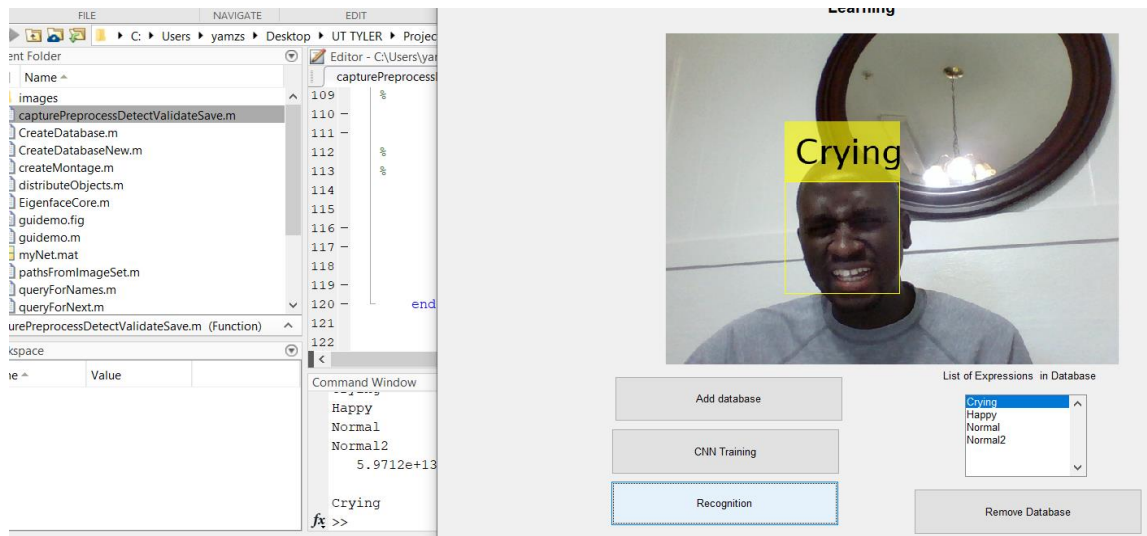 FILE
NAVIGATE
EDIT
C: Users yamzs Desktop UT TYLER Projec
ent Folder
Name
images
capturePreprocessDetectValidateSave.m
CreateDatabase.m
CreateDatabaseNew.m
createMontage.m
distributeObjects.m
EigenfaceCore.m
guidemo.fig
guidemo.m
myNet.mat
pathsFromImageSet.m
queryForNames.m
queryForNext.m
urePreprocessDetectValidateSave.m (Function)
kspace
Value
Editor - C:\Users\yar
capturePreprocess
109 %
110 –
111 –
112 %
113 %
114
115
116 –
117 –
118
119 –
120 – end
121
122
Command Window
Happy
Normal
Normal2
5.9712e+13
Crying
fx >>
Learning
Crying
Add database
CNN Training
Recognition
List of Expressions in Database
Crying
Happy
Normal
Normal2
Remove Database